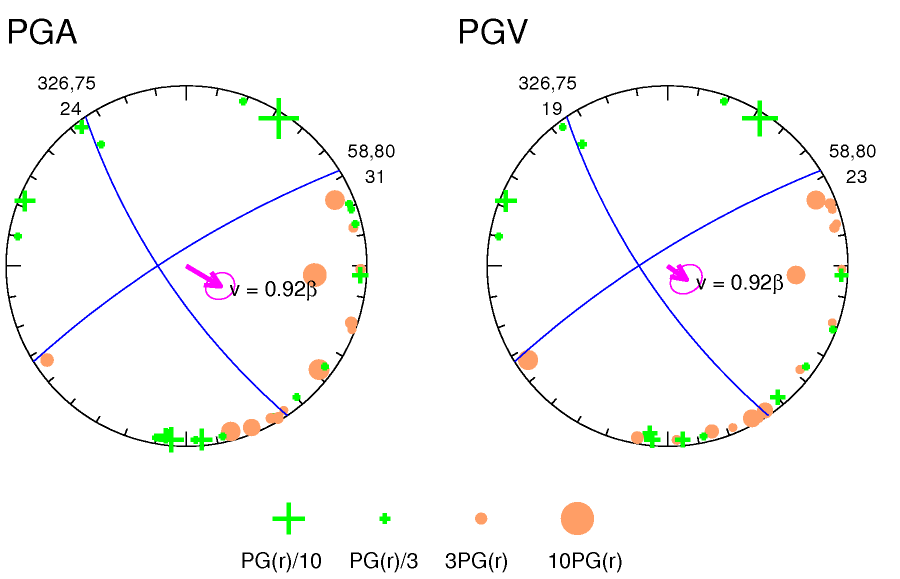 PGA
PGV
326,75
24
58,80
31
v = 0.92β
326,75
19
58,80
23
v = 0.92β
PG(r)/10 PG(r)/3 3PG(r) 10PG(r)